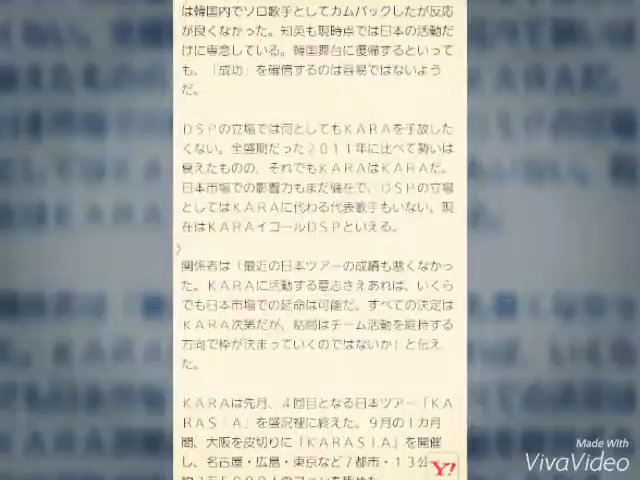 は韓国内でソロ歌手としてカムバックしたが反応
が良くなかった。知英も現時点では日本の活動だ
けに専念している。韓国舞台に復帰するといって
も、「成功」を確信するのは容易ではないよう
だ。
ＤＳＰの立場では何としてもＫＡＲＡを手放した
くない。全盛期だった２０１１年に比べて勢いは
衰えたものの、それでもＫＡＲＡはＫＡＲＡだ。
日本市場での影響力もまだ健在で、ＤＳＰの立場
としてはＫＡＲＡに代わる代表歌手もいない。現
在はＫＡＲＡイコールＤＳＰといえる。
関係者は「最近の日本ツアーの成績も悪くなかっ
た。ＫＡＲＡに活動する意志さえあれば、いくら
でも日本市場での延命は可能だ。すべての決定は
ＫＡＲＡ次第だが、結局はチーム活動を維持する
方向で枠が決まっていくのではないか」と伝え
た。
ＫＡＲＡは先月、４回目となる日本ツアー「ＫＡ
ＲＡＳＩＡ」を盛況裡に終えた。９月の１カ月
間、大阪を皮切りに「ＫＡＲＡＳＩＡ」を開催
し、名古屋・広島・東京など７都市・１３公
Y!
Made With
VivaVideo